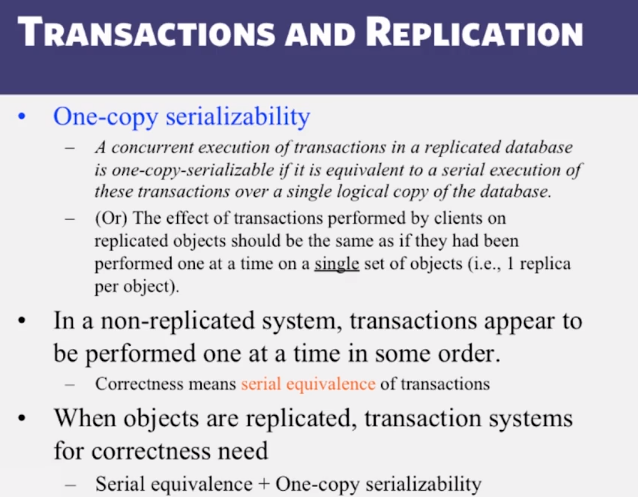 TRANSACTIONS AND REPLICATION
• One-copy serializability
– A concurrent execution of transactions in a replicated database
is one-copy-serializable if it is equivalent to a serial execution of
these transactions over a single logical copy of the database.
– (Or) The effect of transactions performed by clients on
replicated objects should be the same as if they had been
performed one at a time on a single set of objects (i.e., 1 replica
per object).
• In a non-replicated system, transactions appear to
be performed one at a time in some order.
– Correctness means serial equivalence of transactions
• When objects are replicated, transaction systems
for correctness need
– Serial equivalence + One-copy serializability